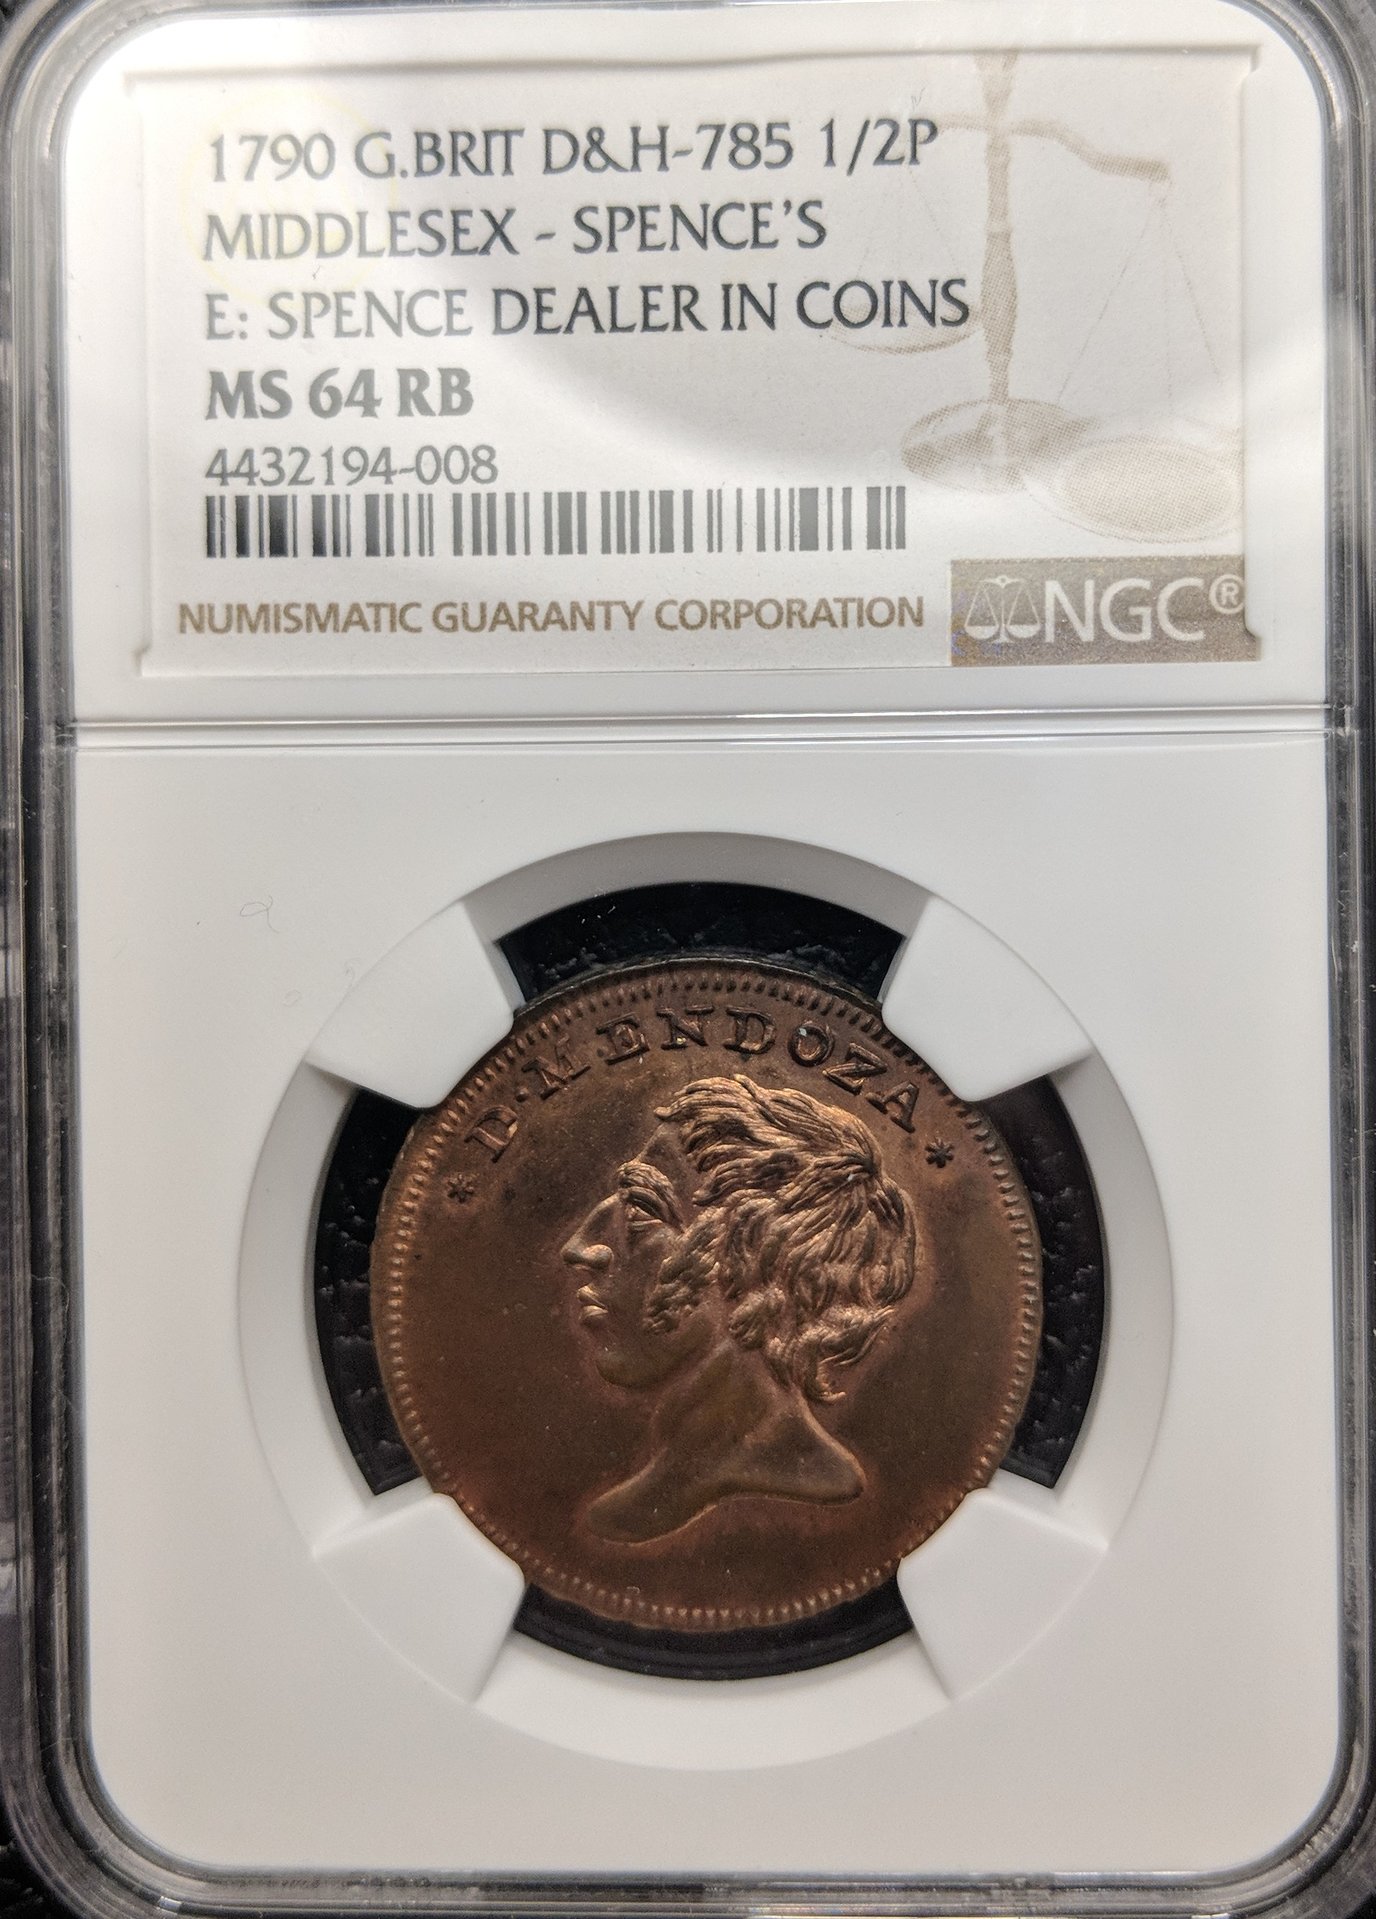 1790 G.BRIT D&H-785 1/2P
MIDDLESEX - SPENCE'S
E: SPENCE DEALER IN COINS
MS 64 RB
4432194-008
NUMISMATIC GUARANTY CORPORATION
NGC®
* D·MENDOZA *